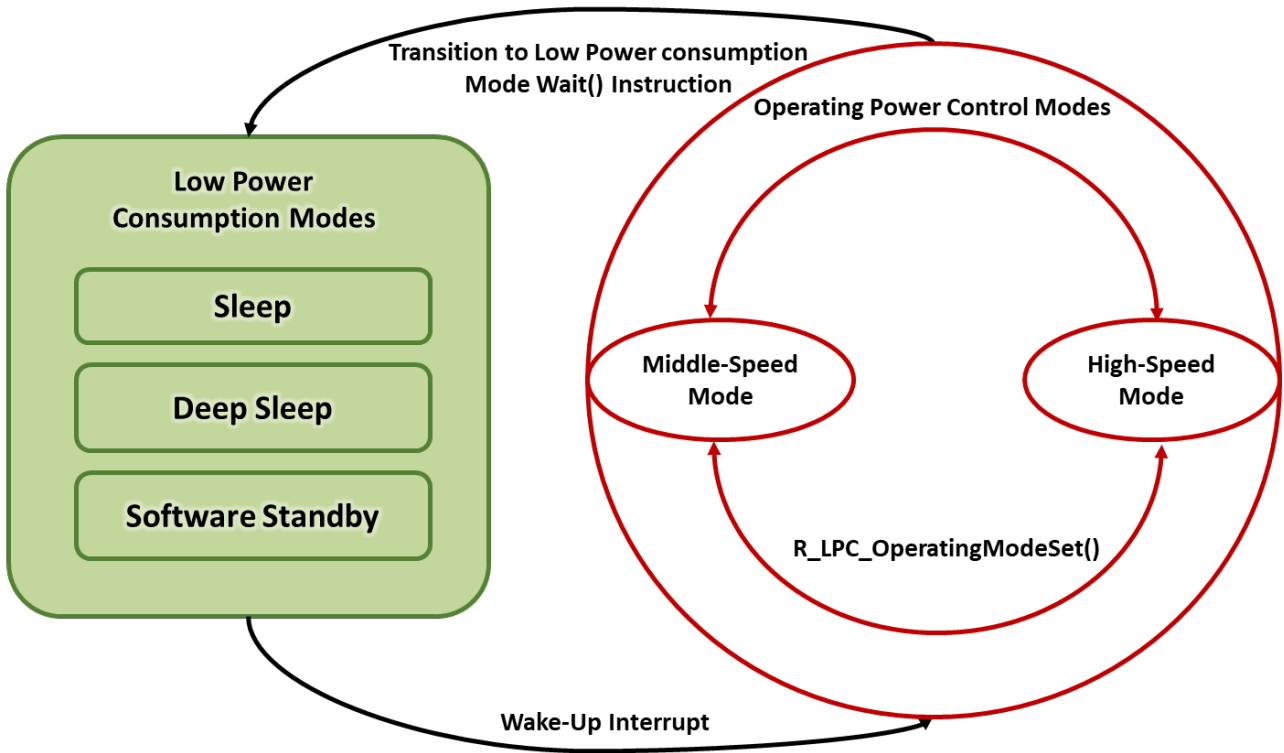 Transition to Low Power consumption
Mode Wait() Instruction
Operating Power Control Modes
Low Power
Consumption Modes
Sleep
Deep Sleep
Software Standby
Middle-Speed
Mode
High-Speed
Mode
R_LPC_OperatingModeSet()
Wake-Up Interrupt